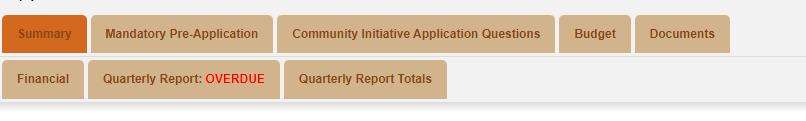 Summary Mandatory Pre-Application Community Initiative Application Questions Budget Documents
Financial Quarterly Report: OVERDUE Quarterly Report Totals